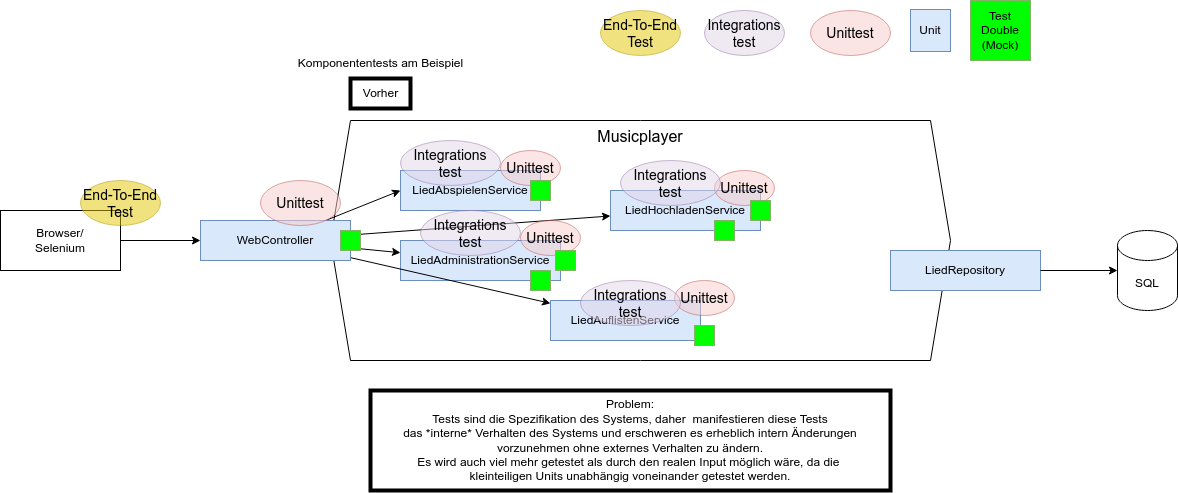 End-To-End
Test
Integrations
test
Unittest
Unit
Test
Double
(Mock)
Komponententests am Beispiel
Vorher
Musicplayer
Integrations
test
Unittest
LiedAbspielenService
Integrations
test
Unittest
LiedHochladenService
End-To-End
Test
Browser/
Selenium
Unittest
WebController
Integrations
test
Unittest
LiedAdministrationService
Integrations
test
Unittest
LiedAuflistenService
LiedRepository
SQL
Problem:
Tests sind die Spezifikation des Systems, daher  manifestieren diese Tests
das *interne* Verhalten des Systems und erschweren es erheblich intern Änderungen
vorzunehmen ohne externes Verhalten zu ändern.
Es wird auch viel mehr getestet als durch den realen Input möglich wäre, da die
kleinteiligen Units unabhängig voneinander getestet werden.